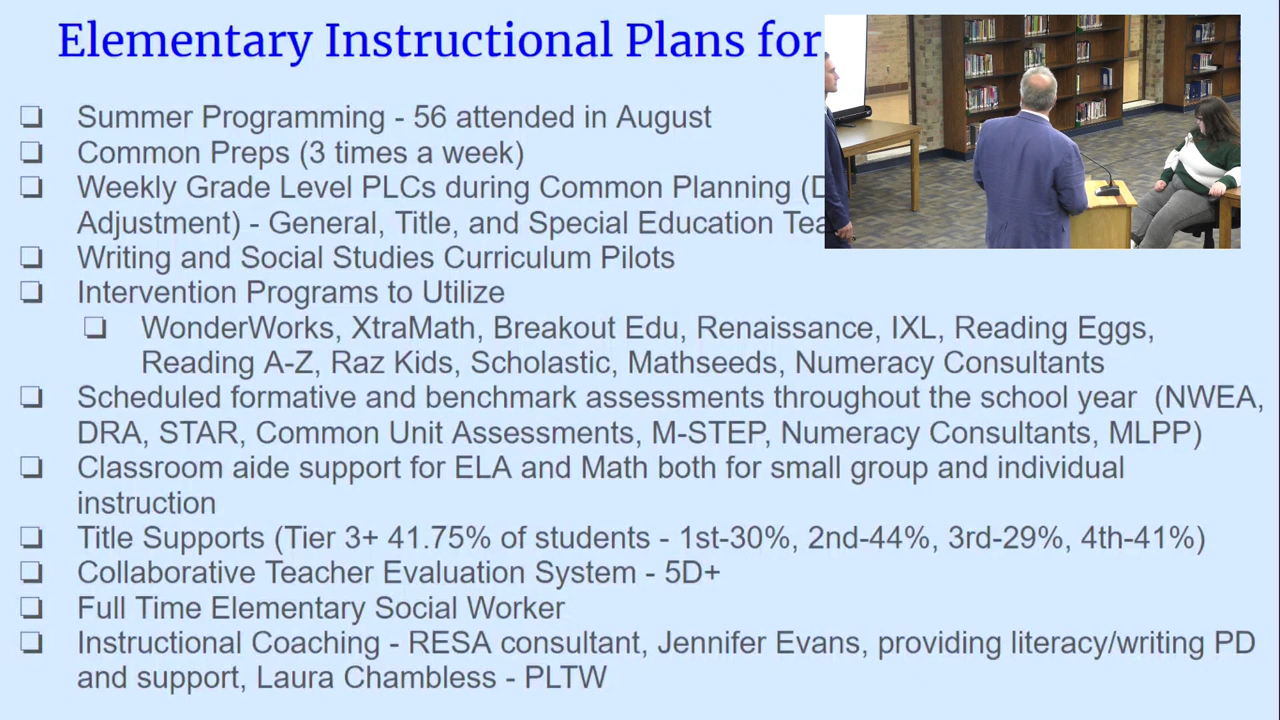 Elementary Instructional Plans for
❏ Summer Programming - 56 attended in August
❏ Common Preps (3 times a week)
❏ Weekly Grade Level PLCs during Common Planning
Adjustment) - General, Title, and Special Education
❏ Writing and Social Studies Curriculum Pilots
❏ Intervention Programs to Utilize
❏ WonderWorks, XtraMath, Breakout Edu, Renaissance, IXL, Reading Eggs,
Reading A-Z, Raz Kids, Scholastic, Mathseeds, Numeracy Consultants
❏ Scheduled formative and benchmark assessments throughout the school year (NWEA,
DRA, STAR, Common Unit Assessments, M-STEP, Numeracy Consultants, MLPP)
❏ Classroom aide support for ELA and Math both for small group and individual
instruction
❏ Title Supports (Tier 3+ 41.75% of students - 1st-30%, 2nd-44%, 3rd-29%, 4th-41%)
❏ Collaborative Teacher Evaluation System - 5D+
❏ Full Time Elementary Social Worker
❏ Instructional Coaching - RESA consultant, Jennifer Evans, providing literacy/writing PD
and support, Laura Chambless - PLTW